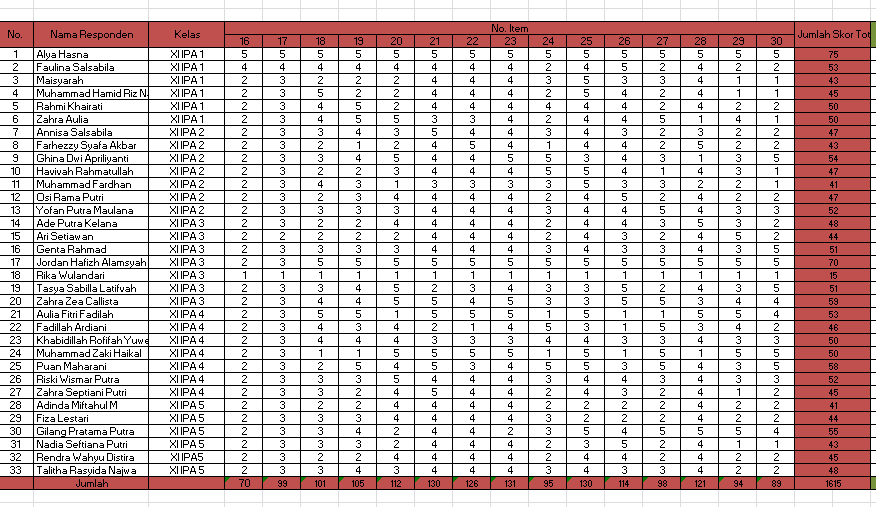 No. Nama Responden Kelas No. Item Jumlah Skor Tot
16 17 18 19 20 21 22 23 24 25 26 27 28 29 30
1 Alya Hasna XI IPA 1 5 5 5 5 5 5 5 5 5 5 5 5 5 5 5 75
2 Faulina Salsabila XI IPA 1 4 4 4 4 4 4 4 4 2 4 5 2 4 2 2 53
3 Maisyarah XI IPA 1 2 3 2 2 2 4 4 4 3 5 3 3 4 1 1 43
4 Muhammad Hamid Riz N. XI IPA 1 2 3 5 2 2 4 4 4 2 5 4 2 4 1 1 45
5 Rahmi Khairati XI IPA 1 2 3 4 5 2 4 4 4 4 4 4 2 4 2 2 50
6 Zahra Aulia XI IPA 1 2 3 4 5 5 3 3 4 2 4 4 5 1 4 1 50
7 Annisa Salsabila XI IPA 2 2 3 3 4 3 5 4 4 3 4 3 2 3 2 2 47
8 Farhezzy Syafa Akbar XI IPA 2 2 3 2 1 2 4 5 4 1 4 4 2 5 2 2 43
9 Ghina Dwi Apriliyanti XI IPA 2 2 3 3 4 5 4 4 5 5 3 4 3 1 3 5 54
10 Havivah Rahmatullah XI IPA 2 2 3 2 2 3 4 4 4 5 5 4 1 4 3 1 47
11 Muhammad Fardhan XI IPA 2 2 3 4 3 1 3 3 3 3 5 3 3 2 2 1 41
12 Osi Rama Putri XI IPA 2 2 3 2 3 4 4 4 4 2 4 5 2 4 2 2 47
13 Yofan Putra Maulana XI IPA 2 2 3 3 3 3 4 4 4 3 4 4 5 4 3 3 52
14 Ade Putra Kelana XI IPA 3 2 3 2 2 4 4 4 4 2 4 4 3 5 3 2 48
15 Ari Setiawan XI IPA 3 2 2 2 2 2 4 4 4 2 4 3 2 4 5 2 44
16 Genta Rahmad XI IPA 3 2 3 3 3 3 4 4 4 4 3 3 4 3 3 5 51
17 Jordan Hafizh Alamsyah XI IPA 3 2 3 5 5 5 5 5 5 5 5 5 5 5 5 5 70
18 Rika Wulandari XI IPA 3 1 1 1 1 1 1 1 1 1 1 1 1 1 1 1 15
19 Tasya Sabilla Latifvah XI IPA 3 2 3 3 4 5 2 3 4 3 3 5 2 4 3 5 51
20 Zahra Zea Callista XI IPA 3 2 3 4 4 5 5 4 5 3 3 5 5 3 4 4 59
21 Aulia Fitri Fadilah XI IPA 4 2 3 5 5 1 5 5 5 1 5 1 1 5 5 4 53
22 Fadillah Ardiani XI IPA 4 2 3 4 3 4 2 1 4 5 3 1 5 3 4 2 46
23 Khabidillah Rofifah Yuwe XI IPA 4 2 3 4 4 4 3 3 3 4 4 3 3 4 3 3 50
24 Muhammad Zaki Haikal XI IPA 4 2 3 1 1 5 5 5 5 1 5 1 5 1 5 5 50
25 Puan Maharani XI IPA 4 2 3 2 5 4 5 3 4 5 5 3 5 4 5 3 58
26 Riski Wismar Putra XI IPA 4 2 3 3 3 5 4 4 4 3 4 4 3 4 3 3 52
27 Zahra Septiani Putri XI IPA 4 2 3 3 2 4 5 4 4 2 4 3 2 4 1 2 45
28 Adinda Miftahul M XI IPA 5 2 3 2 2 4 4 4 4 2 2 2 2 4 2 2 41
29 Fiza Lestari XI IPA 5 2 3 3 3 4 4 4 4 3 2 2 2 4 2 2 44
30 Gilang Pratama Putra XI IPA 5 2 3 3 3 2 4 4 2 3 5 5 5 5 5 4 55
31 Nadia Seftiana Putri XI IPA 5 2 3 3 3 2 4 4 4 2 3 5 2 4 1 1 43
32 Rendra Wahyu Distira XI IPA5 2 3 2 2 4 4 4 4 2 4 4 2 4 2 2 45
33 Talitha Rasyida Najwa XI IPA 5 2 3 3 4 3 4 4 4 3 4 3 3 4 2 2 48
Jumlah 70 99 101 105 112 130 126 131 95 130 114 98 121 94 89 1615